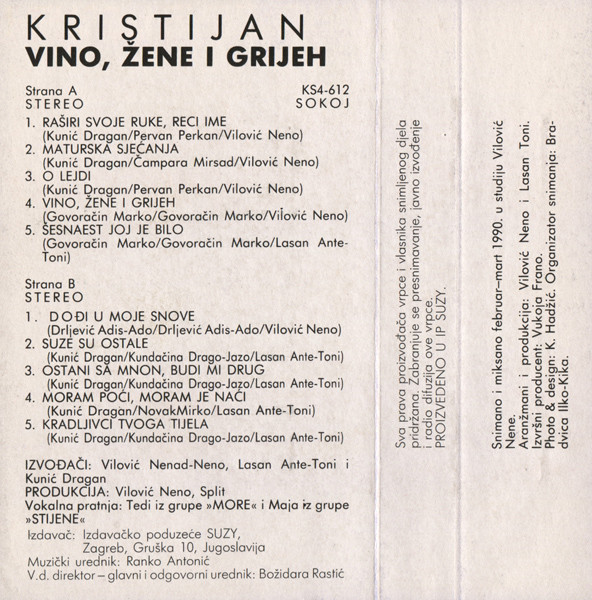 KRISTIJAN
VINO, ŽENE I GRIJEH
Strana A KS4-612
STEREO SOKOJ
1. RAŠIRI SVOJE RUKE, RECI IME
(Kunić Dragan/Pervan Perkan/Vilović Neno)
2. MATURSKA SJEĆANJA
(Kunić Dragan/Čampara Mirsad/Vilović Neno)
3. O LEJDI
(Kunić Dragan/Pervan Perkan/Vilović Neno)
4. VINO, ŽENE I GRIJEH
(Govoračin Marko/Govoračin Marko/Vilović Neno)
5. ŠESNAEST JOJ JE BILO
(Govoračin Marko/Govoračin Marko/Lasan Ante-
Toni)
Strana B
STEREO
1. DOĐI U MOJE SNOVE
(Drljević Adis-Ado/Drljević Adis-Ado/Vilović Neno)
2. SUZE SU OSTALE
(Kunić Dragan/Kundačina Drago-Jazo/Lasan Ante-Toni)
3. OSTANI SA MNON, BUDI MI DRUG
(Kunić Dragan/Kundačina Drago-Jazo/Lasan Ante-Toni)
4. MORAM POĆI, MORAM JE NAĆI
(Kunić Dragan/NovakMirko/Lasan Ante-Toni)
5. KRADLJIVCI TVOGA TIJELA
(Kunić Dragan/Kundačina Drago-Jazo/Lasan Ante-Toni)
IZVOĐAČI: Vilović Nenad-Neno, Lasan Ante-Toni i
Kunić Dragan
PRODUKCIJA: Vilović Neno, Split
Vokalna pratnja: Tedi iz grupe »MORE« i Maja iz grupe
»STIJENE«
Izdavač: Izdavačko poduzeće SUZY,
Zagreb, Gruška 10, Jugoslavija
Muzički urednik: Ranko Antonić
V.d. direktor – glavni i odgovorni urednik: Božidara Rastić
Sva prava proizvođača vrpce i vlasnika snimljenog djela
pridržana. Zabranjuje se presnimavanje, javno izvođenje
i radio difuzija ove vrpce.
PROIZVEDENO U IP SUZY.
Snimano i miksano februar–mart 1990. u studiju Vilović
Nene.
Aranžmani i produkcija: Vilović Neno i Lasan Toni.
Izvršni producent: Vukoja Frano.
Photo & design: K. Hadžić. Organizator snimanja: Bra-
dvica Ilko-Kika.